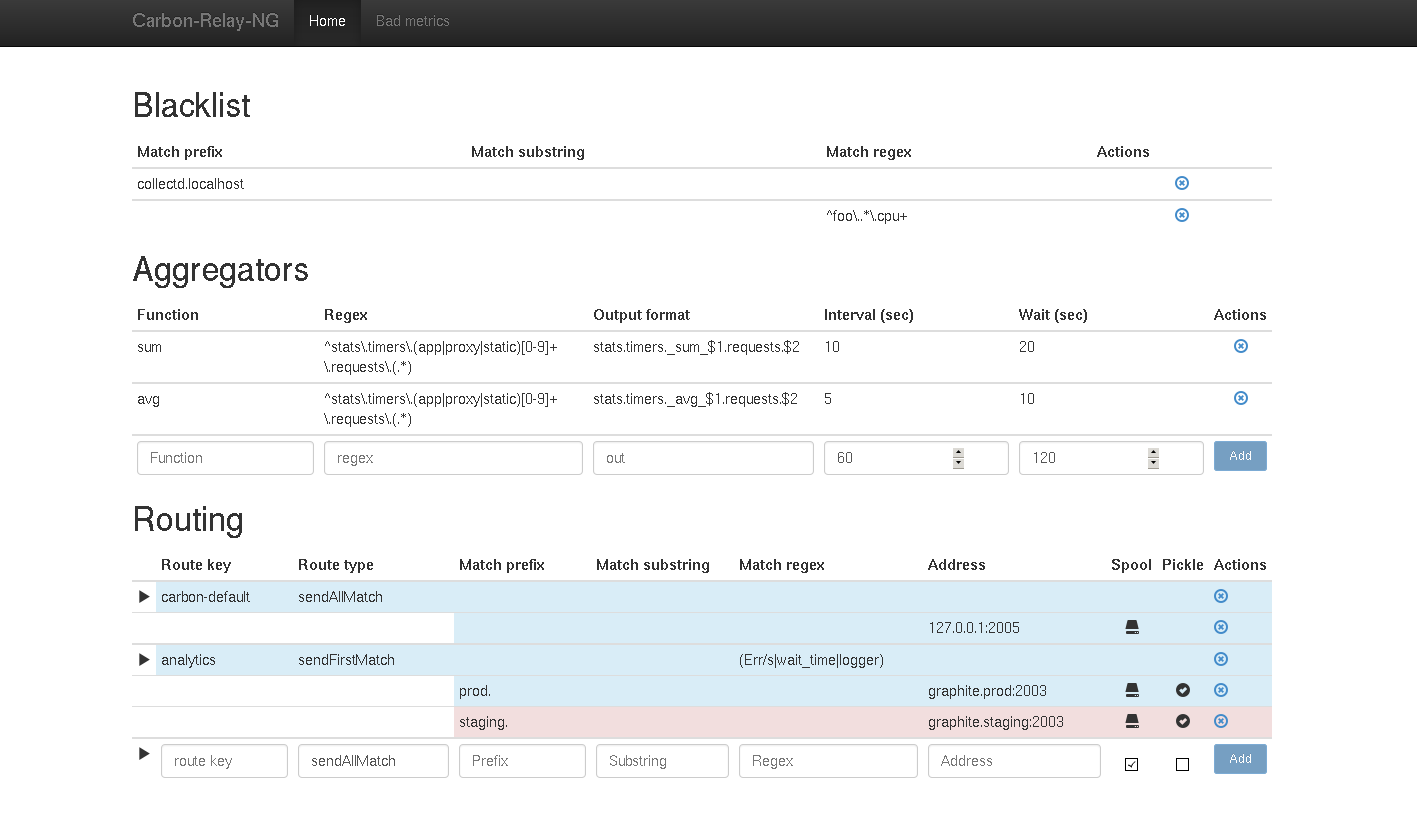 Carbon-Relay-NG Home Bad metrics
Blacklist
Match prefix Match substring Match regex Actions
collectd.localhost
^foo\..*\.cpu+
Aggregators
Function Regex Output format Interval (sec) Wait (sec) Actions
sum ^stats\.timers\.(app|proxy|static)[0-9]+ stats.timers._sum_$1.requests.$2 10 20
\.requests\.(.*)
avg ^stats\.timers\.(app|proxy|static)[0-9]+ stats.timers._avg_$1.requests.$2 5 10
\.requests\.(.*)
Function regex out 60 120 Add
Routing
Route key Route type Match prefix Match substring Match regex Address Spool Pickle Actions
carbon-default sendAllMatch
127.0.0.1:2005
analytics sendFirstMatch (Err/s|wait_time|logger)
prod. graphite.prod:2003
staging. graphite.staging:2003
route key sendAllMatch Prefix Substring Regex Address Add